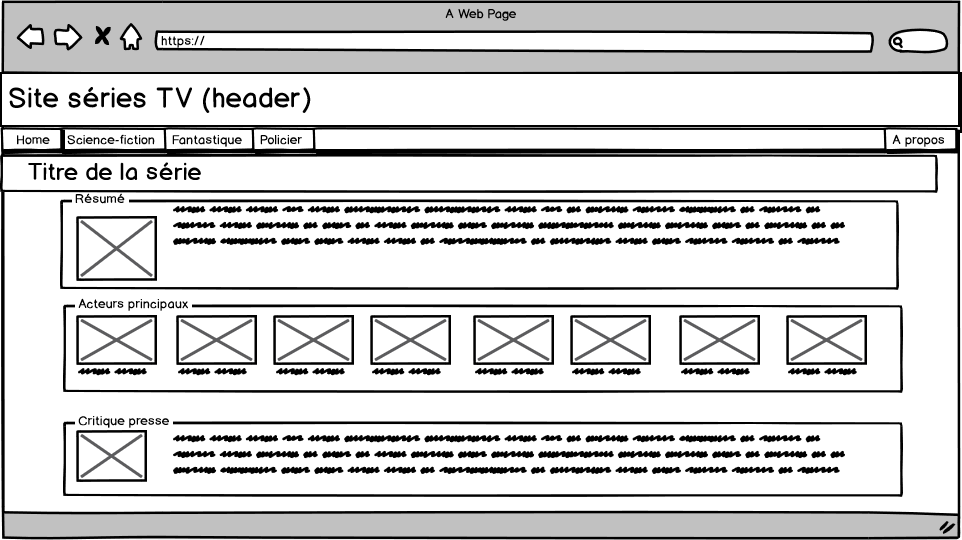 A Web Page
https://
Site séries TV (header)
Home Science-fiction Fantastique Policier A propos
Titre de la série
Résumé
Acteurs principaux
Critique presse